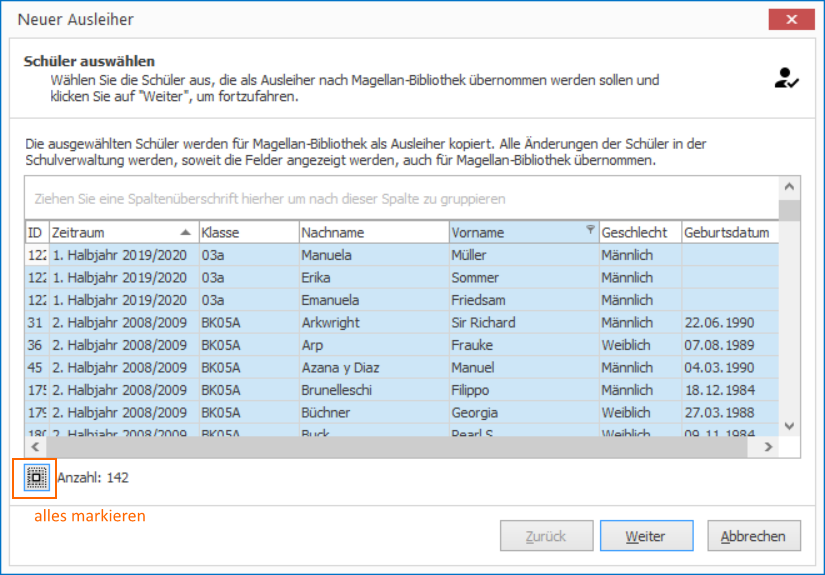 Neuer Ausleiher
Schüler auswählen
Wählen Sie die Schüler aus, die als Ausleiher nach Magellan-Bibliothek übernommen werden sollen und
klicken Sie auf "Weiter", um fortzufahren.
Die ausgewählten Schüler werden für Magellan-Bibliothek als Ausleiher kopiert. Alle Änderungen der Schüler in der
Schulverwaltung werden, soweit die Felder angezeigt werden, auch für Magellan-Bibliothek übernommen.
Ziehen Sie eine Spaltenüberschrift hierher um nach dieser Spalte zu gruppieren
ID Zeitraum Klasse Nachname Vorname Geschlecht Geburtsdatum
1. Halbjahr 2019/2020 03a Manuela Müller Männlich
1. Halbjahr 2019/2020 03a Erika Sommer Männlich
1. Halbjahr 2019/2020 03a Emanuela Friedsam Männlich
31 2. Halbjahr 2008/2009 BK05A Arkwright Sir Richard Männlich 22.06.1990
36 2. Halbjahr 2008/2009 BK05A Arp Frauke Weiblich 07.08.1989
45 2. Halbjahr 2008/2009 BK05A Azana y Diaz Manuel Männlich 04.03.1990
175 2. Halbjahr 2008/2009 BK05A Brunelleschi Filippo Männlich 18.12.1984
179 2. Halbjahr 2008/2009 BK05A Büchner Georgia Weiblich 27.03.1988
180 2. Halbjahr 2008/2009 BK05A Buck Pearl S. Weiblich 09.11.1984
Anzahl: 142
alles markieren
Zurück Weiter Abbrechen